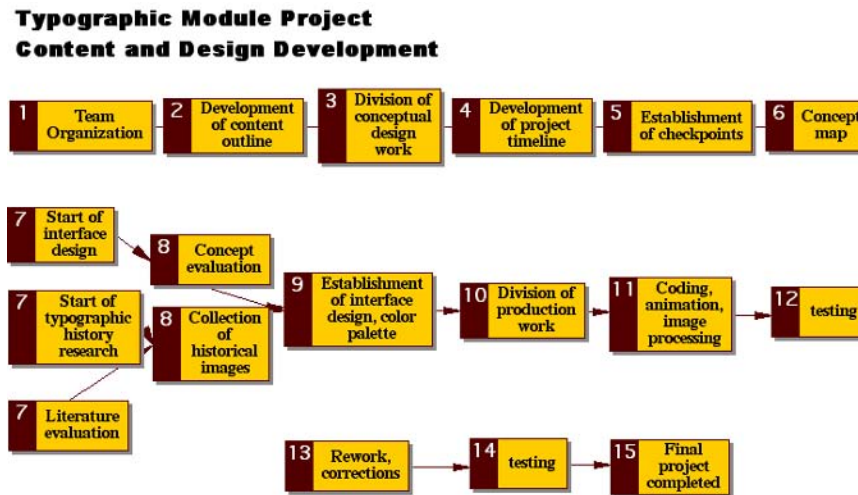 Typographic Module Project
Content and Design Development
1
Team
Organization
2
Development
of content
outline
3
Division of
conceptual
design
work
4
Development
of project
timeline
5
Establishment
of checkpoints
6
Concept
map
7
Start of
interface
design
8
Concept
evaluation
7
Start of
typographic
history
research
8
Collection
of
historical
images
7
Literature
evaluation
9
Establishment
of interface
design, color
palette
10
Division of
production
work
11
Coding,
animation,
image
processing
12
testing
13
Rework,
corrections
14
testing
15
Final
project
completed